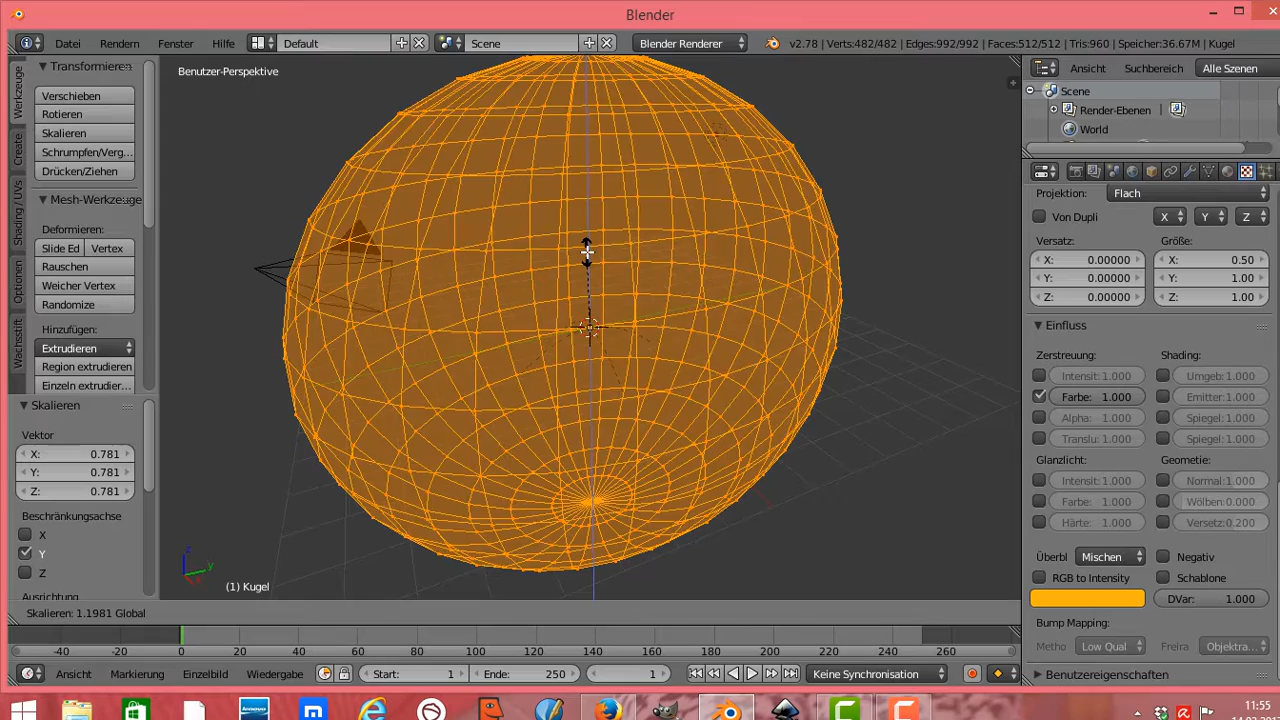 Blender
Datei Rendern Fenster Hilfe Default Scene Blender Renderer v2.78 | Verts:482/482 | Edges:992/992 | Faces:512/512 | Tris:960 | Speicher:36.67M | Kugel
Werkzeuge
Create
Shading / UVs
Optionen
Wachsstift
Transformieren
Verschieben
Rotieren
Skalieren
Schrumpfen/Verg...
Drücken/Ziehen
Mesh-Werkzeuge
Deformieren:
Slide Ed Vertex
Rauschen
Weicher Vertex
Randomize
Hinzufügen:
Extrudieren
Region extrudieren
Einzeln extrudier...
Skalieren
Vektor
X: 0.781
Y: 0.781
Z: 0.781
Beschränkungsachse
X
Y
Z
Ausrichtung
Benutzer-Perspektive
z
y
x
(1) Kugel
Skalieren: 1.1981 Global
Ansicht Suchbereich Alle Szenen
Scene
Render-Ebenen
World
Projektion: Flach
Von Dupli X Y Z
Versatz: Größe:
X: 0.00000 X: 0.50
Y: 0.00000 Y: 1.00
Z: 0.00000 Z: 1.00
Einfluss
Zerstreuung: Shading:
Intensit: 1.000 Umgeb: 1.000
Farbe: 1.000 Emitter: 1.000
Alpha: 1.000 Spiegel: 1.000
Translu: 1.000 Spiegel: 1.000
Glanzlicht: Geometie:
Intensit: 1.000 Normal: 1.000
Farbe: 1.000 Wölben: 0.000
Härte: 1.000 Versetz: 0.200
Überbl Mischen Negativ
RGB to Intensity Schablone
DVar: 1.000
Bump Mapping:
Metho Low Qual Freira Objektra...
Benutzereigenschaften
-40 -20 0 20 40 60 80 100 120 140 160 180 200 220 240 260
Ansicht Markierung Einzelbild Wiedergabe Start: 1 Ende: 250 1 Keine Synchronisation
lenovo
11:55